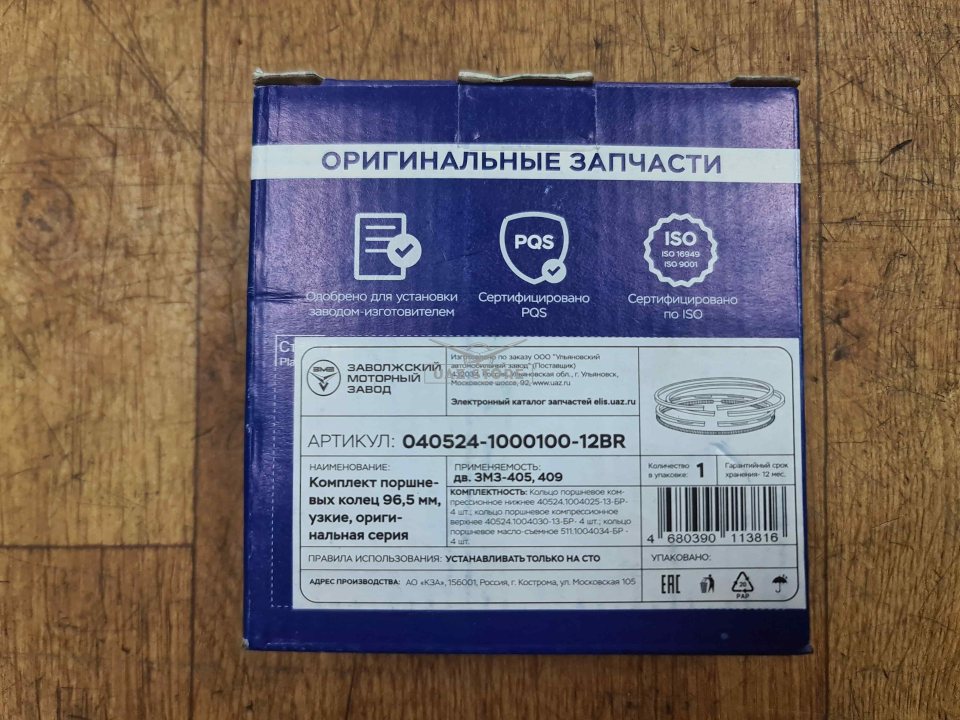 ОРИГИНАЛЬНЫЕ ЗАПЧАСТИ
PQS
ISO
ISO 16949
ISO 9001
Одобрено для установки
заводом-изготовителем
Сертифицировано
PQS
Сертифицировано
по ISO
ЗМЗ
ЗАВОЛЖСКИЙ
МОТОРНЫЙ
ЗАВОД
Изготовлено по заказу ООО "Ульяновский
автомобильный завод" (Поставщик)
Ульяновская обл., г. Ульяновск,
Московское шоссе, 92, www.uaz.ru
Электронный каталог запчастей elis.uaz.ru
АРТИКУЛ: 040524-1000100-12BR
НАИМЕНОВАНИЕ:
Комплект поршне-
вых колец 96,5 мм,
узкие, ориги-
нальная серия
ПРИМЕНЯЕМОСТЬ:
дв. ЗМЗ-405, 409
КОМПЛЕКТНОСТЬ: Кольцо поршневое ком-
прессионное нижнее 40524.1004025-13-БР-
4 шт.; кольцо поршневое компрессионное
верхнее 40524.1004030-13-БР- 4 шт.; кольцо
поршневое масло-съемное 511.1004034-БР -
4 шт.
Количество
в упаковке: 1
Гарантийный срок
хранения- 12 мес.
4 680390 113816
ПРАВИЛА ИСПОЛЬЗОВАНИЯ: УСТАНАВЛИВАТЬ ТОЛЬКО НА СТО
УПАКОВАНО:
АДРЕС ПРОИЗВОДСТВА: АО «КЗА», 156001, Россия, г. Кострома, ул. Московская 105
EAC
20
PAP